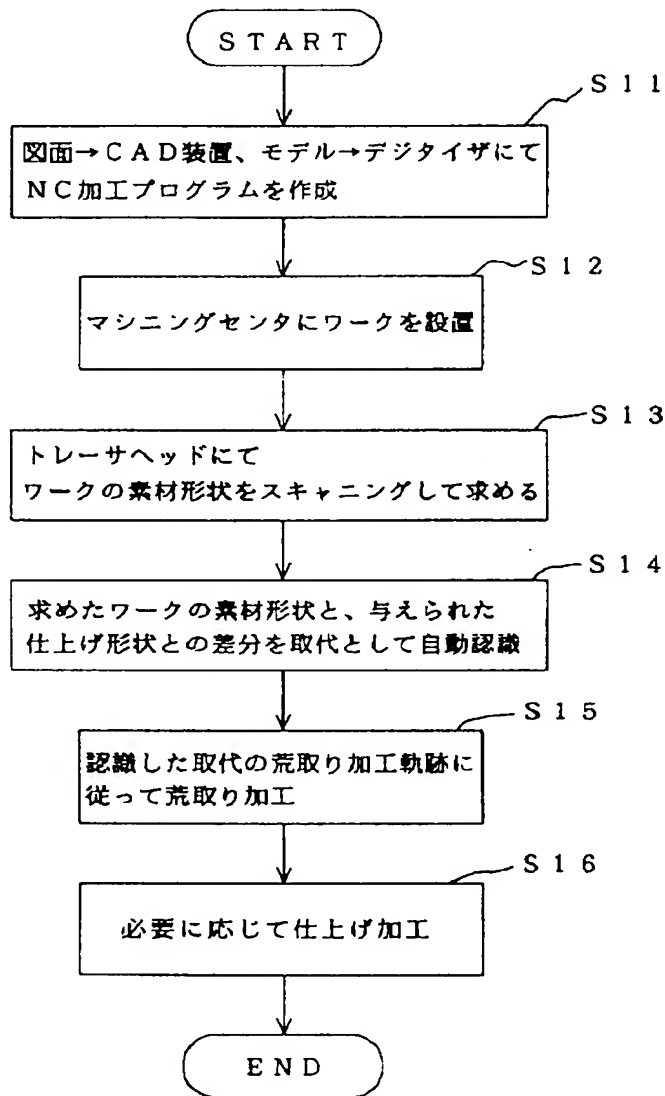 START
S11
図面→CAD装置、モデル→デジタイザにて
NC加工プログラムを作成
S12
マシニングセンタにワークを設置
S13
トレーサヘッドにて
ワークの素材形状をスキャニングして求める
S14
求めたワークの素材形状と、与えられた
仕上げ形状との差分を取代として自動認識
S15
認識した取代の荒取り加工軌跡に
従って荒取り加工
S16
必要に応じて仕上げ加工
END